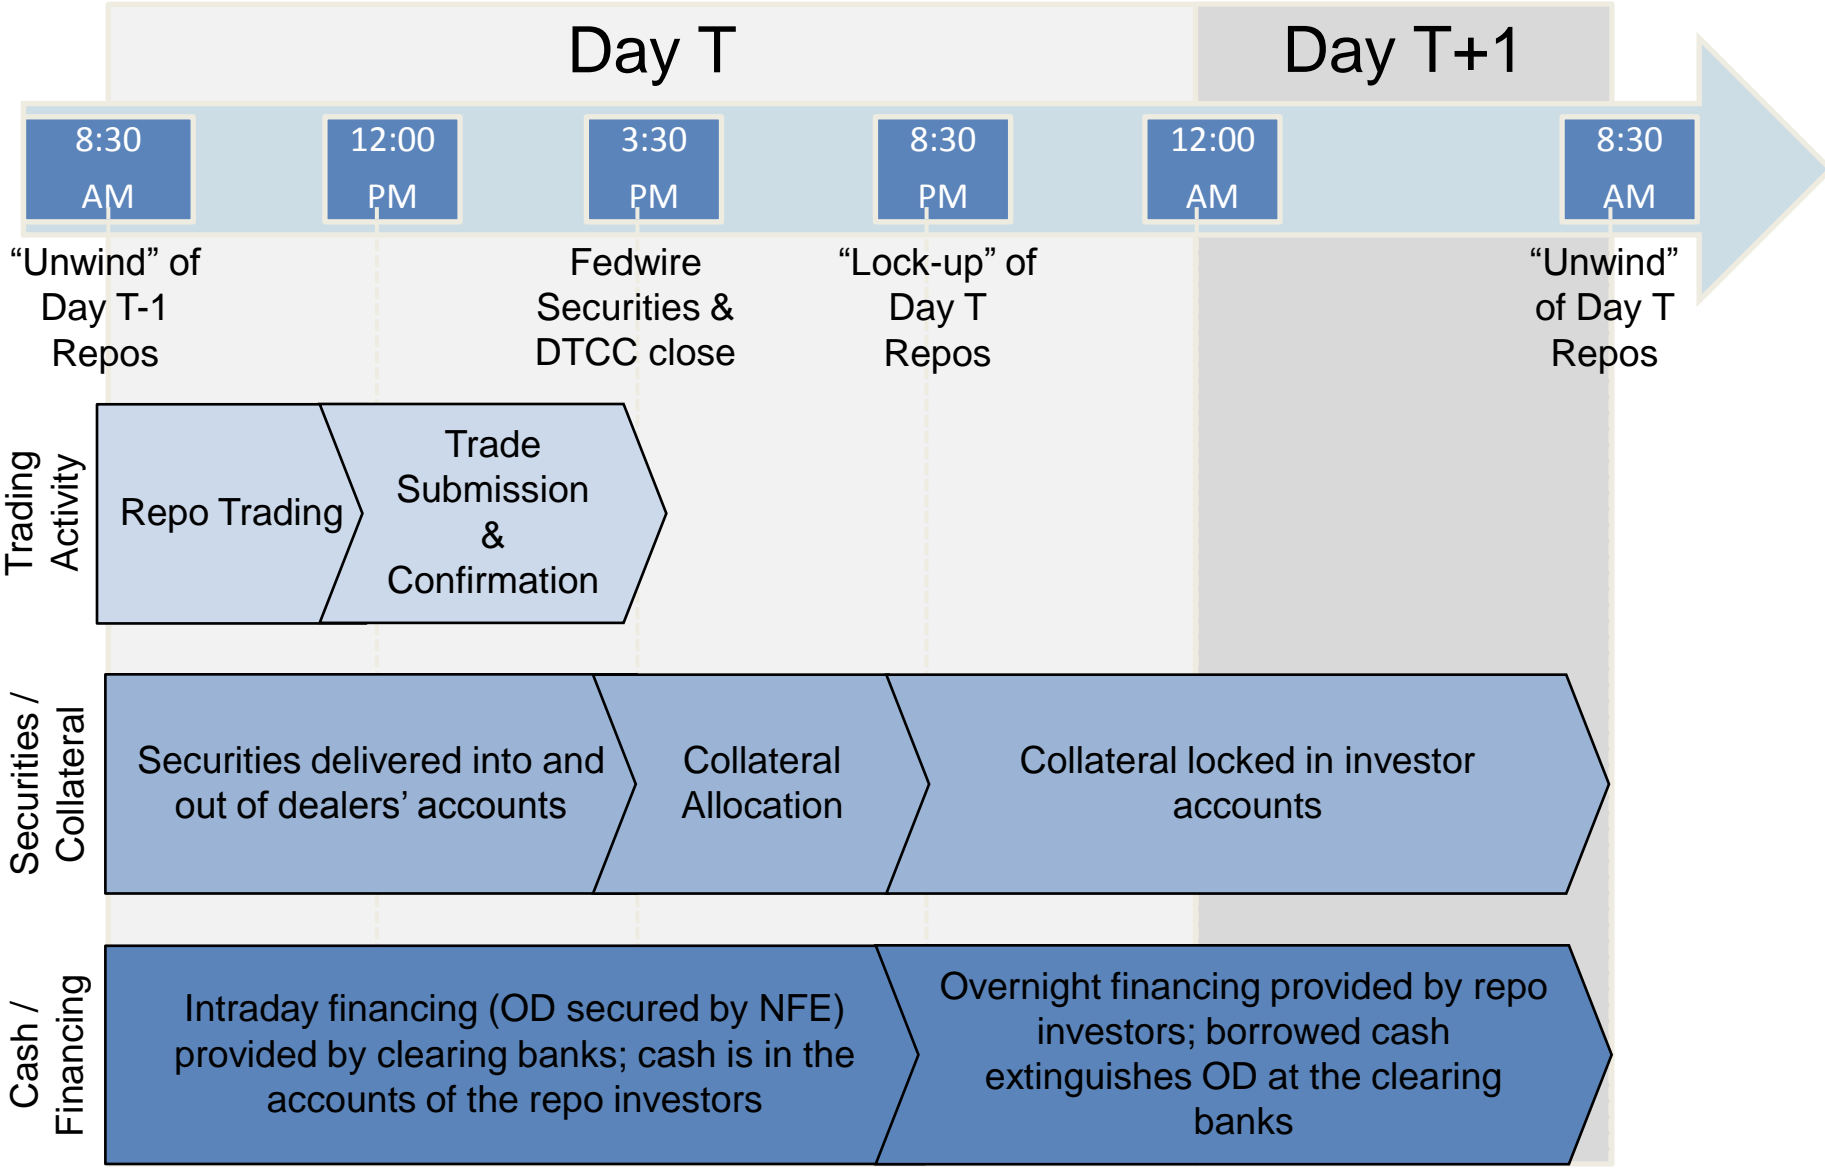 Day T
Day T+1
8:30
AM
12:00
PM
3:30
PM
8:30
PM
12:00
AM
8:30
AM
“Unwind” of
Day T-1
Repos
Fedwire
Securities &
DTCC close
“Lock-up” of
Day T
Repos
“Unwind”
of Day T
Repos
Trading
Activity
Repo Trading
Trade
Submission
&
Confirmation
Securities /
Collateral
Securities delivered into and
out of dealers’ accounts
Collateral
Allocation
Collateral locked in investor
accounts
Cash /
Financing
Intraday financing (OD secured by NFE)
provided by clearing banks; cash is in the
accounts of the repo investors
Overnight financing provided by repo
investors; borrowed cash
extinguishes OD at the clearing
banks